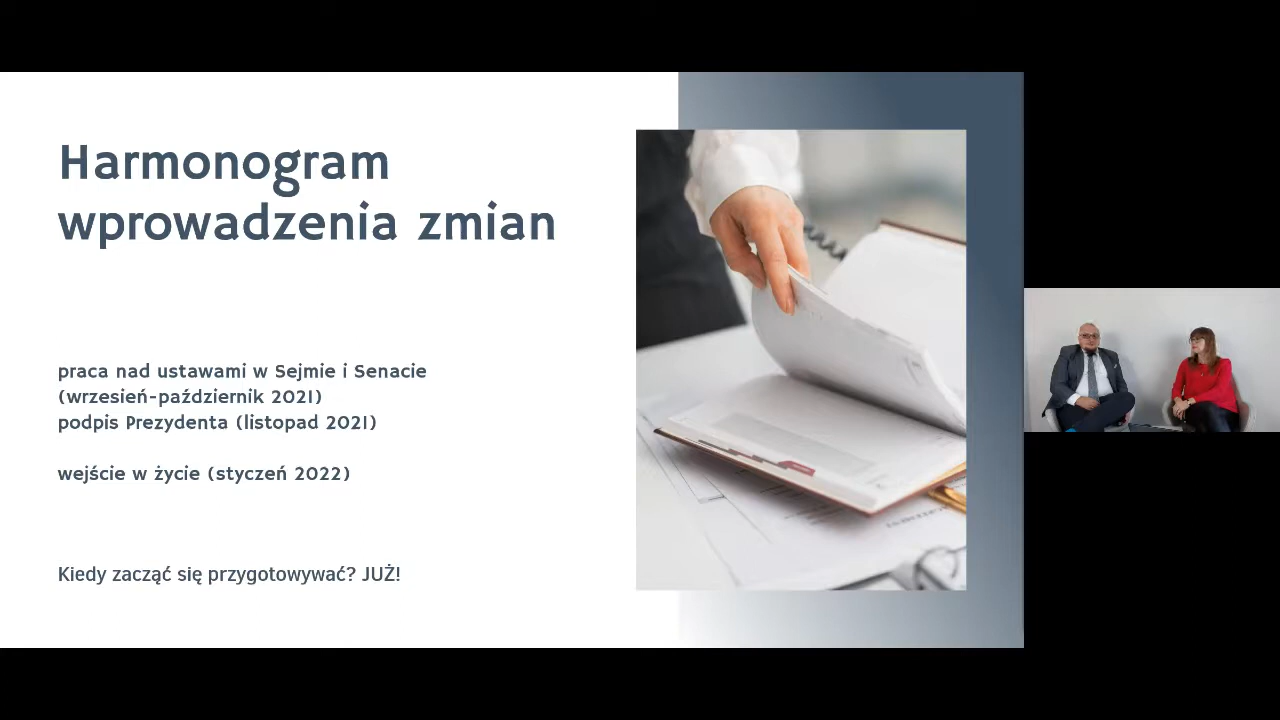 Harmonogram
wprowadzenia zmian
praca nad ustawami w Sejmie i Senacie
(wrzesień-październik 2021)
podpis Prezydenta (listopad 2021)
wejście w życie (styczeń 2022)
Kiedy zacząć się przygotowywać? JUŻ!